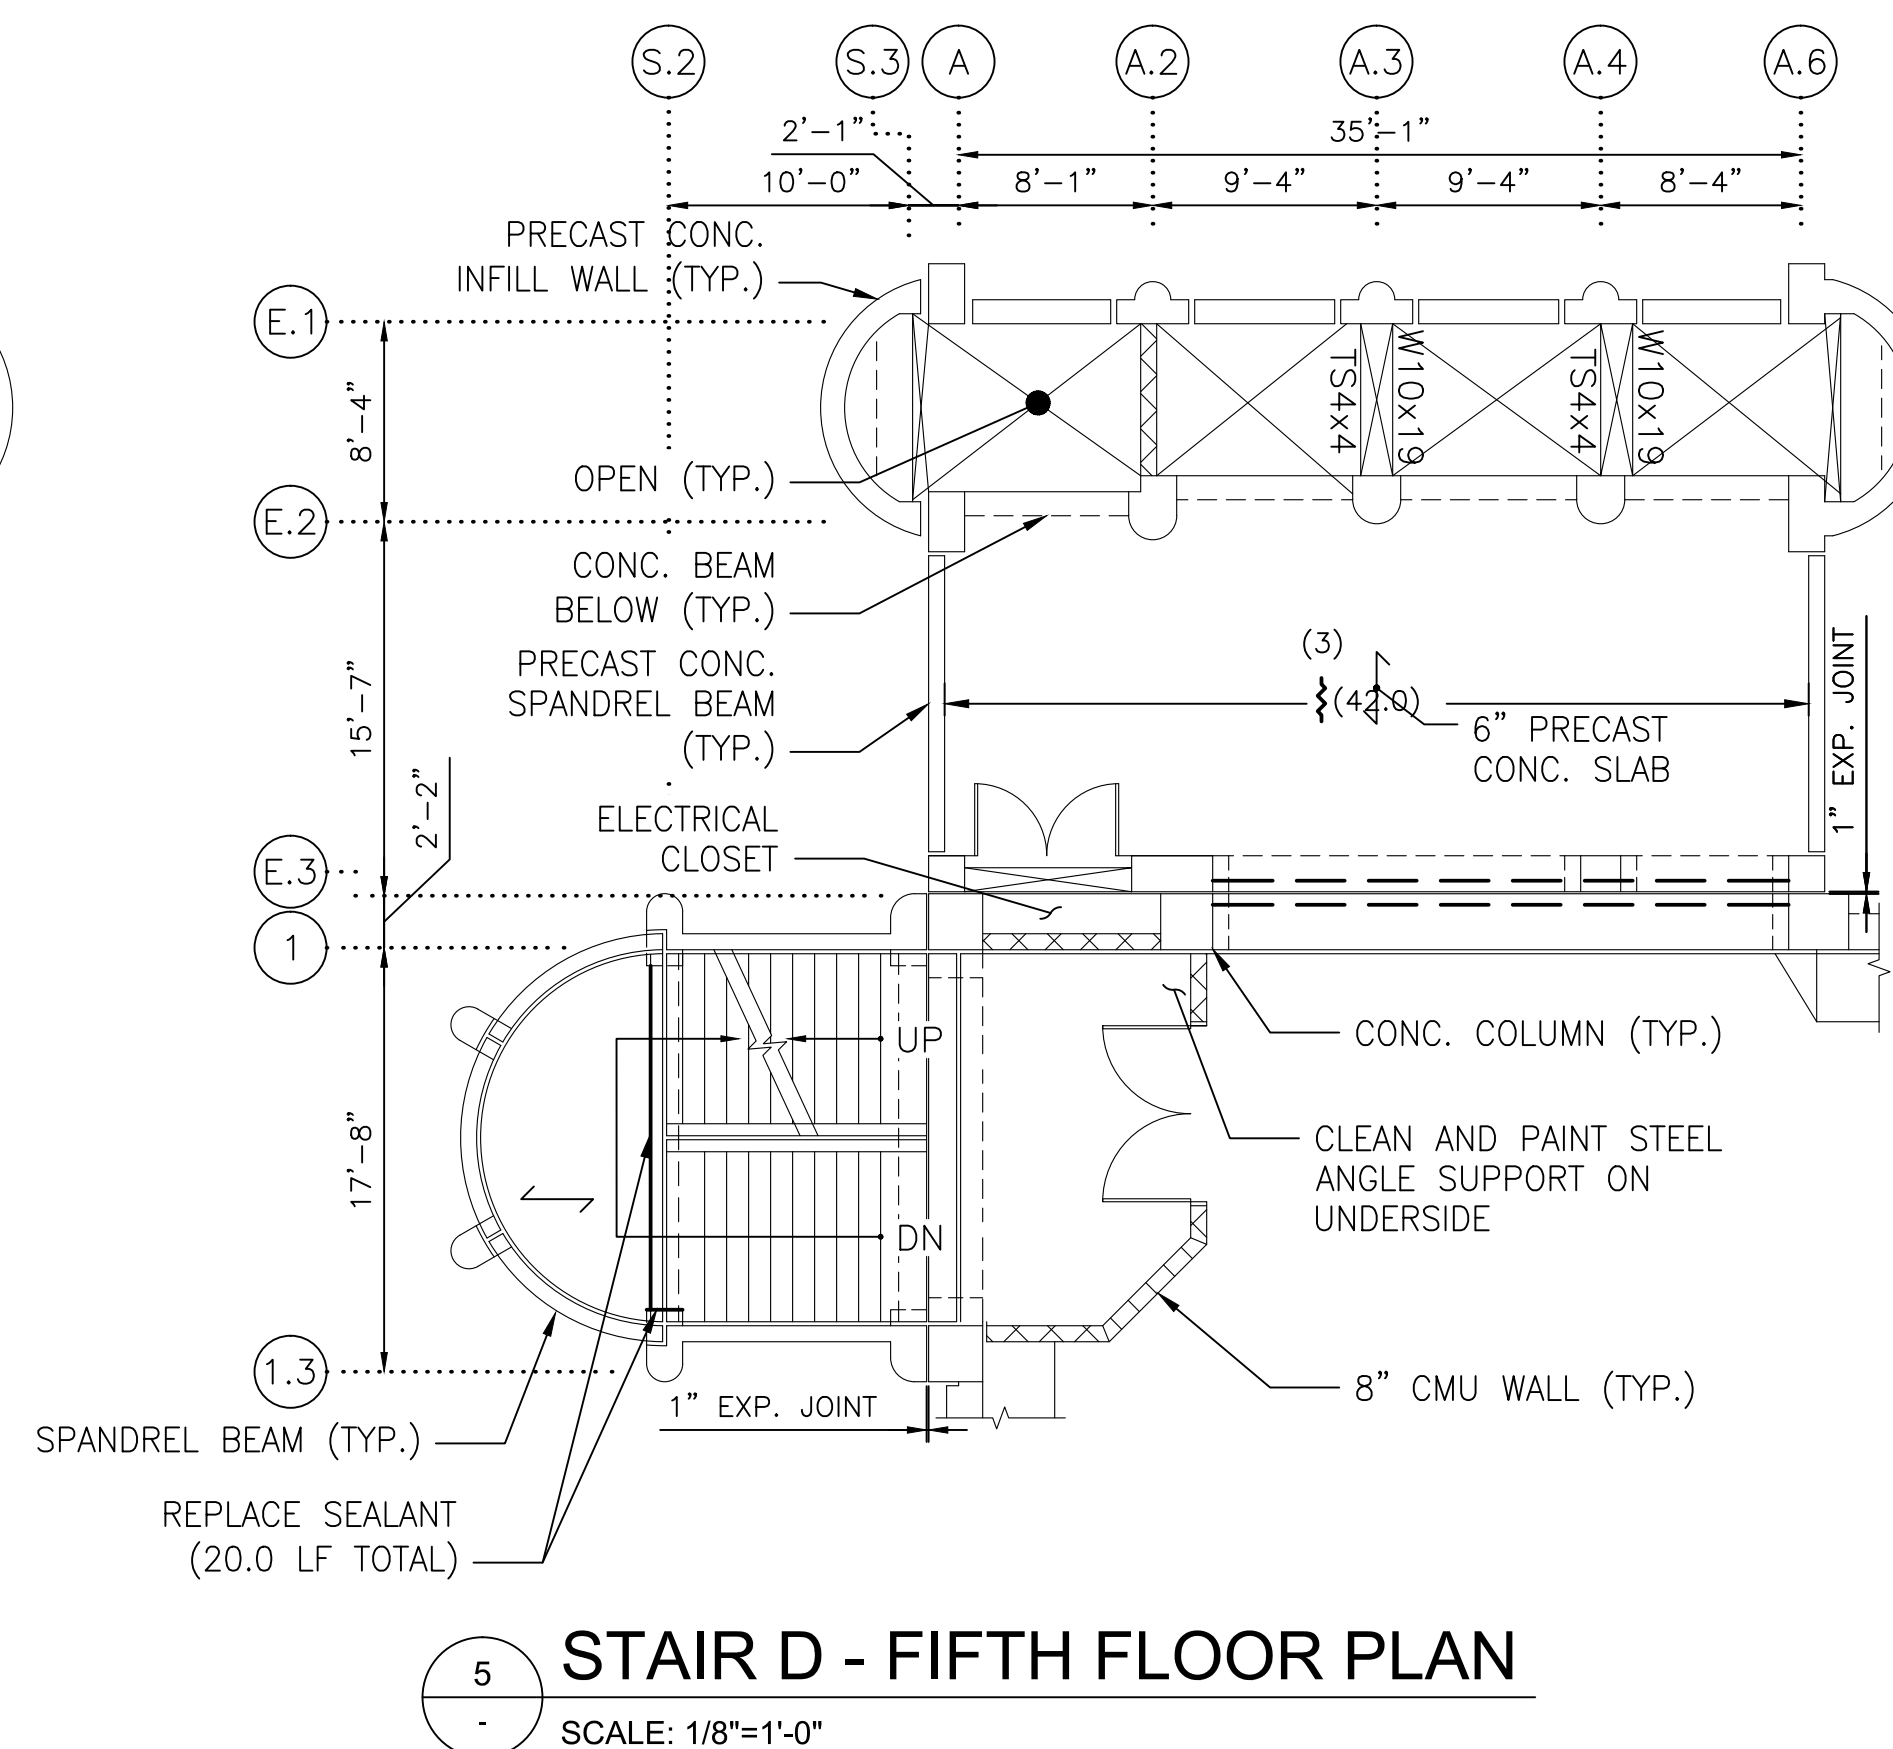 S.2 S.3 A A.2 A.3 A.4 A.6
2'-1" 35'-1"
10'-0" 8'-1" 9'-4" 9'-4" 8'-4"
PRECAST CONC.
INFILL WALL (TYP.)
E.1
8'-4"
TS4x4 W10x19 TS4x4 W10x19
OPEN (TYP.)
E.2
CONC. BEAM
BELOW (TYP.)
PRECAST CONC.
SPANDREL BEAM
(TYP.)
15'-7"
(3)
(42.0)
6" PRECAST
CONC. SLAB
1" EXP. JOINT
2'-2"
ELECTRICAL
CLOSET
E.3
1
UP
CONC. COLUMN (TYP.)
17'-8"
CLEAN AND PAINT STEEL
ANGLE SUPPORT ON
UNDERSIDE
DN
1.3
8" CMU WALL (TYP.)
1" EXP. JOINT
SPANDREL BEAM (TYP.)
REPLACE SEALANT
(20.0 LF TOTAL)
5
-
STAIR D - FIFTH FLOOR PLAN
SCALE: 1/8"=1'-0"